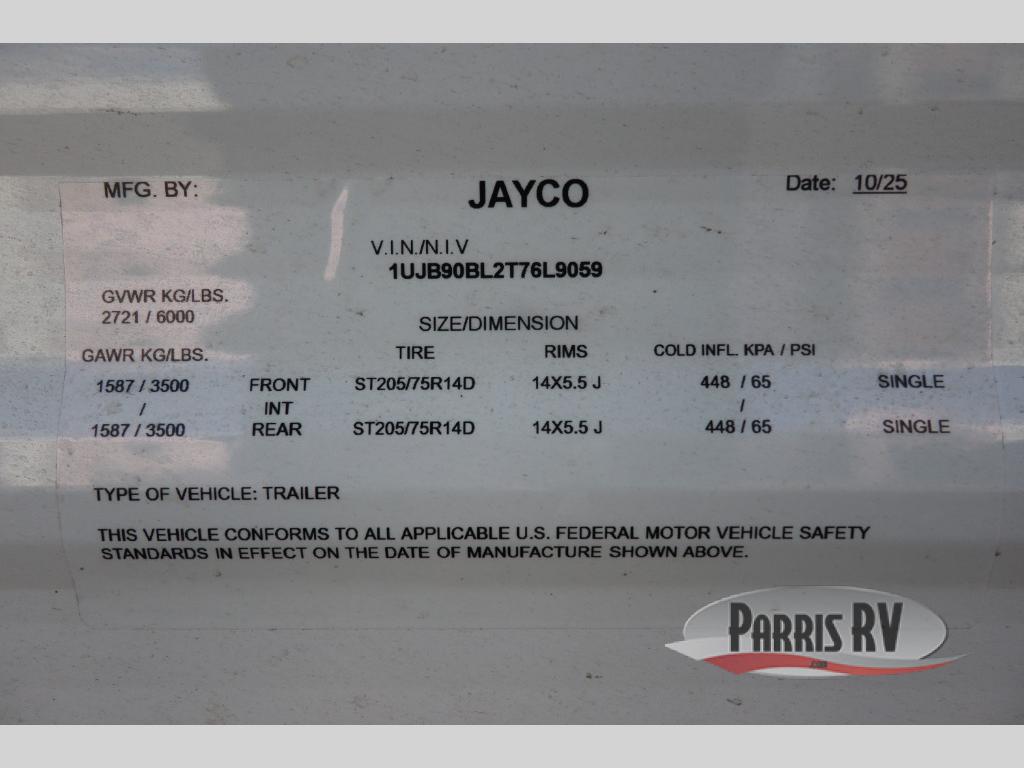 MFG. BY: JAYCO Date: 10/25
V.I.N./N.I.V
1UJB90BL2T76L9059
GVWR KG/LBS.
2721 / 6000
SIZE/DIMENSION
GAWR KG/LBS. TIRE RIMS COLD INFL. KPA / PSI
1587 / 3500 FRONT ST205/75R14D 14X5.5 J 448 / 65 SINGLE
/ INT /
1587 / 3500 REAR ST205/75R14D 14X5.5 J 448 / 65 SINGLE
TYPE OF VEHICLE: TRAILER
THIS VEHICLE CONFORMS TO ALL APPLICABLE U.S. FEDERAL MOTOR VEHICLE SAFETY
STANDARDS IN EFFECT ON THE DATE OF MANUFACTURE SHOWN ABOVE.
PARRIS RV
.com